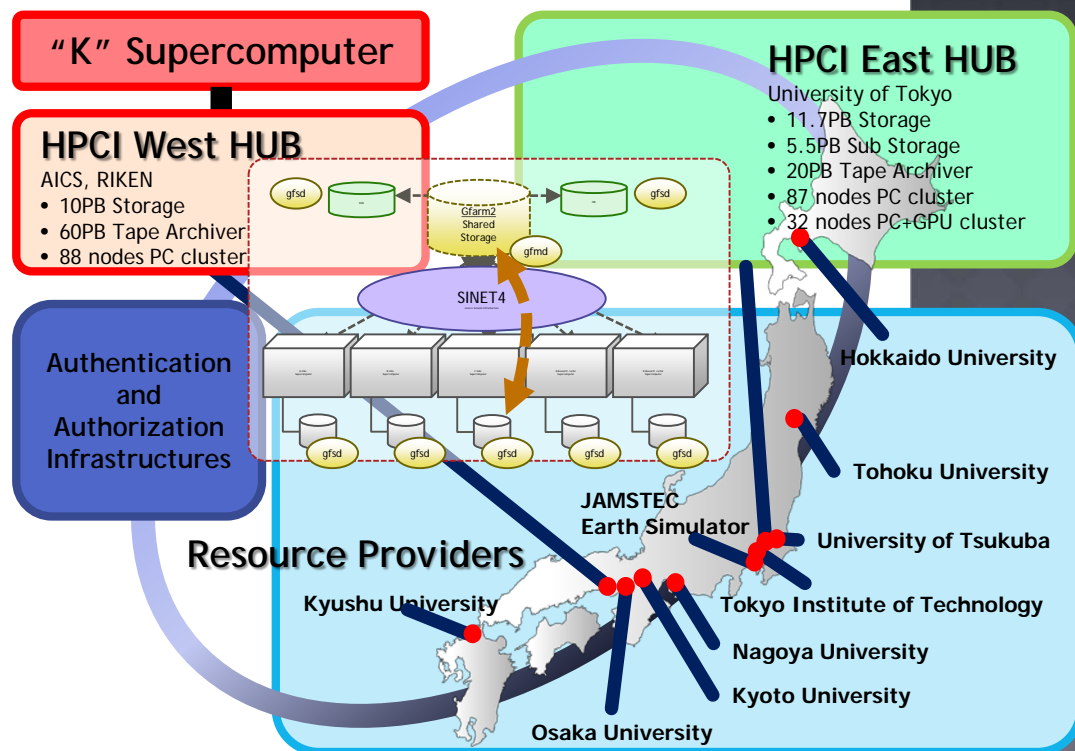 “K” Supercomputer
HPCI West HUB
AICS, RIKEN
• 10PB Storage
• 60PB Tape Archiver
• 88 nodes PC cluster
HPCI East HUB
University of Tokyo
• 11.7PB Storage
• 5.5PB Sub Storage
• 20PB Tape Archiver
• 87 nodes PC cluster
• 32 nodes PC+GPU cluster
gfsd
Gfarm2
Shared
Storage
gfsd
gfmd
SINET4
gfsd
gfsd
gfsd
gfsd
gfsd
Authentication
and
Authorization
Infrastructures
Resource Providers
Hokkaido University
Tohoku University
JAMSTEC
Earth Simulator
University of Tsukuba
Tokyo Institute of Technology
Kyushu University
Nagoya University
Kyoto University
Osaka University